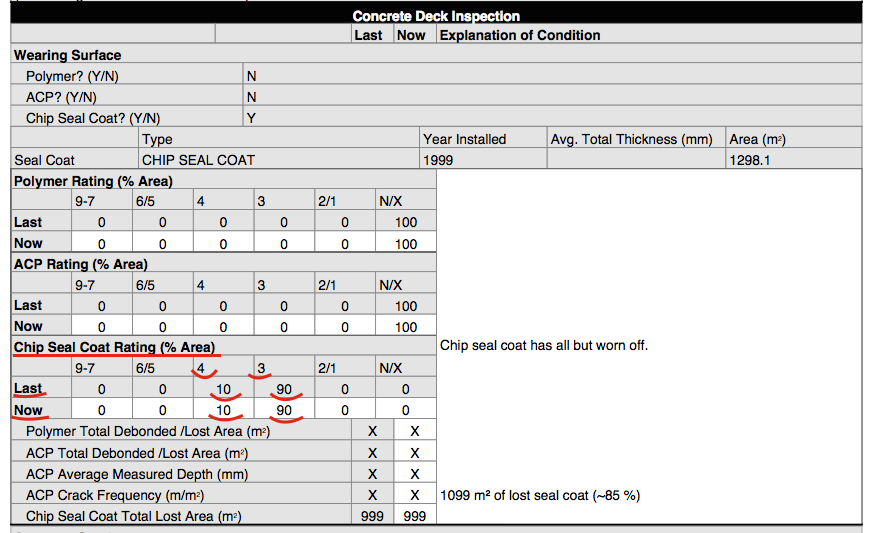 Concrete Deck Inspection
Last Now Explanation of Condition
Wearing Surface
Polymer? (Y/N) N
ACP? (Y/N) N
Chip Seal Coat? (Y/N) Y
Type Year Installed Avg. Total Thickness (mm) Area (m²)
Seal Coat CHIP SEAL COAT 1999 1298.1
Polymer Rating (% Area)
9-7 6/5 4 3 2/1 N/X
Last 0 0 0 0 0 100
Now 0 0 0 0 0 100
ACP Rating (% Area)
9-7 6/5 4 3 2/1 N/X
Last 0 0 0 0 0 100
Now 0 0 0 0 0 100
Chip Seal Coat Rating (% Area) Chip seal coat has all but worn off.
9-7 6/5 4 3 2/1 N/X
Last 0 0 10 90 0 0
Now 0 0 10 90 0 0
Polymer Total Debonded /Lost Area (m²) X X
ACP Total Debonded /Lost Area (m²) X X
ACP Average Measured Depth (mm) X X
ACP Crack Frequency (m/m²) X X 1099 m² of lost seal coat (~85 %)
Chip Seal Coat Total Lost Area (m²) 999 999